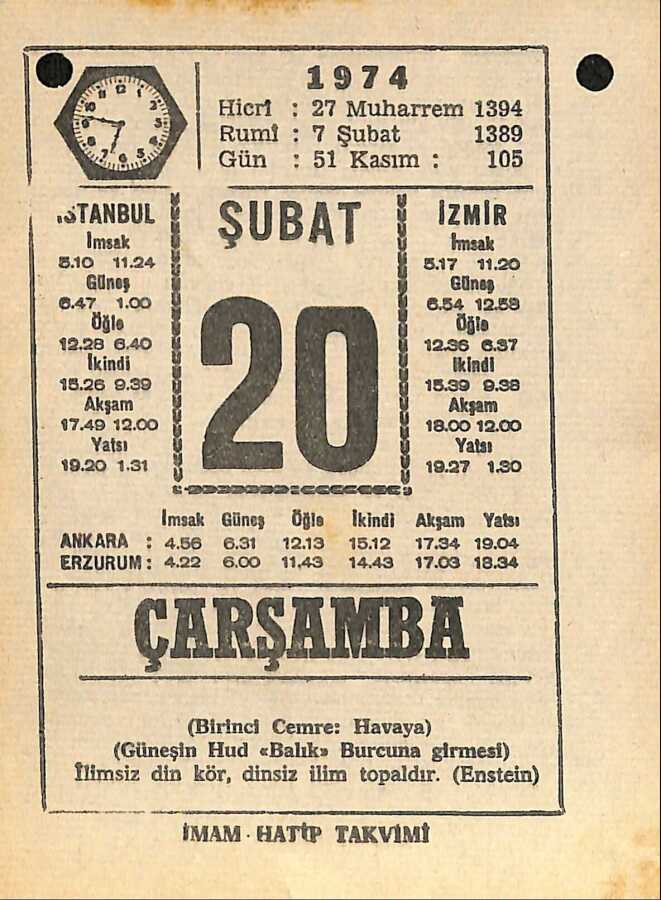 1974
Hicrî : 27 Muharrem 1394
Rumî : 7 Şubat 1389
Gün : 51 Kasım : 105
İSTANBUL
İmsak
5.10 11.24
Güneş
6.47 1.00
Öğle
12.28 6.40
İkindi
15.26 9.39
Akşam
17.49 12.00
Yatsı
19.20 1.31
ŞUBAT
20
İZMİR
İmsak
5.17 11.20
Güneş
6.54 12.58
Öğle
12.36 6.37
İkindi
15.39 9.38
Akşam
18.00 12.00
Yatsı
19.27 1.30
İmsak Güneş Öğle İkindi Akşam Yatsı
ANKARA : 4.56 6.31 12.13 15.12 17.34 19.04
ERZURUM : 4.22 6.00 11.43 14.43 17.03 18.34
ÇARŞAMBA
(Birinci Cemre: Havaya)
(Güneşin Hud «Balık» Burcuna girmesi)
İlimsiz din kör, dinsiz ilim topaldır. (Enstein)
İMAM - HATİP TAKVİMİ